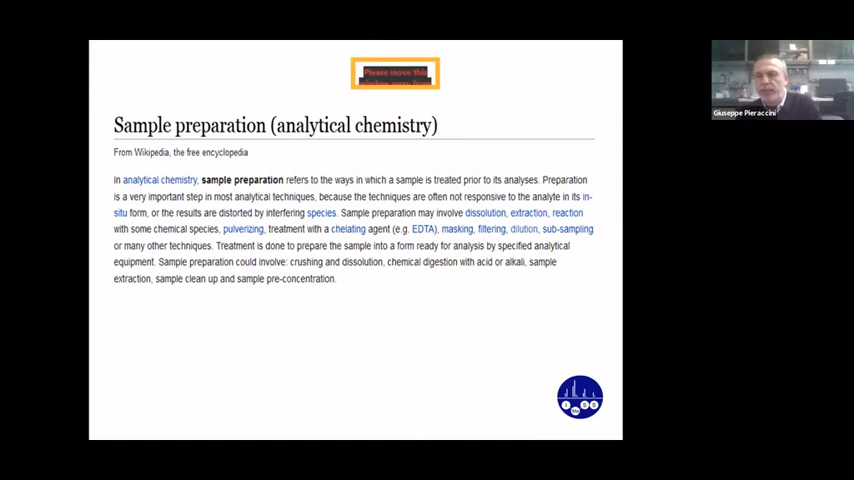 Please move this
Giuseppe Pieraccini
Sample preparation (analytical chemistry)
From Wikipedia, the free encyclopedia
In analytical chemistry, sample preparation refers to the ways in which a sample is treated prior to its analyses. Preparation
is a very important step in most analytical techniques, because the techniques are often not responsive to the analyte in its in-
situ form, or the results are distorted by interfering species. Sample preparation may involve dissolution, extraction, reaction
with some chemical species, pulverizing, treatment with a chelating agent (e.g. EDTA), masking, filtering, dilution, sub-sampling
or many other techniques. Treatment is done to prepare the sample into a form ready for analysis by specified analytical
equipment. Sample preparation could involve: crushing and dissolution, chemical digestion with acid or alkali, sample
extraction, sample clean up and sample pre-concentration.